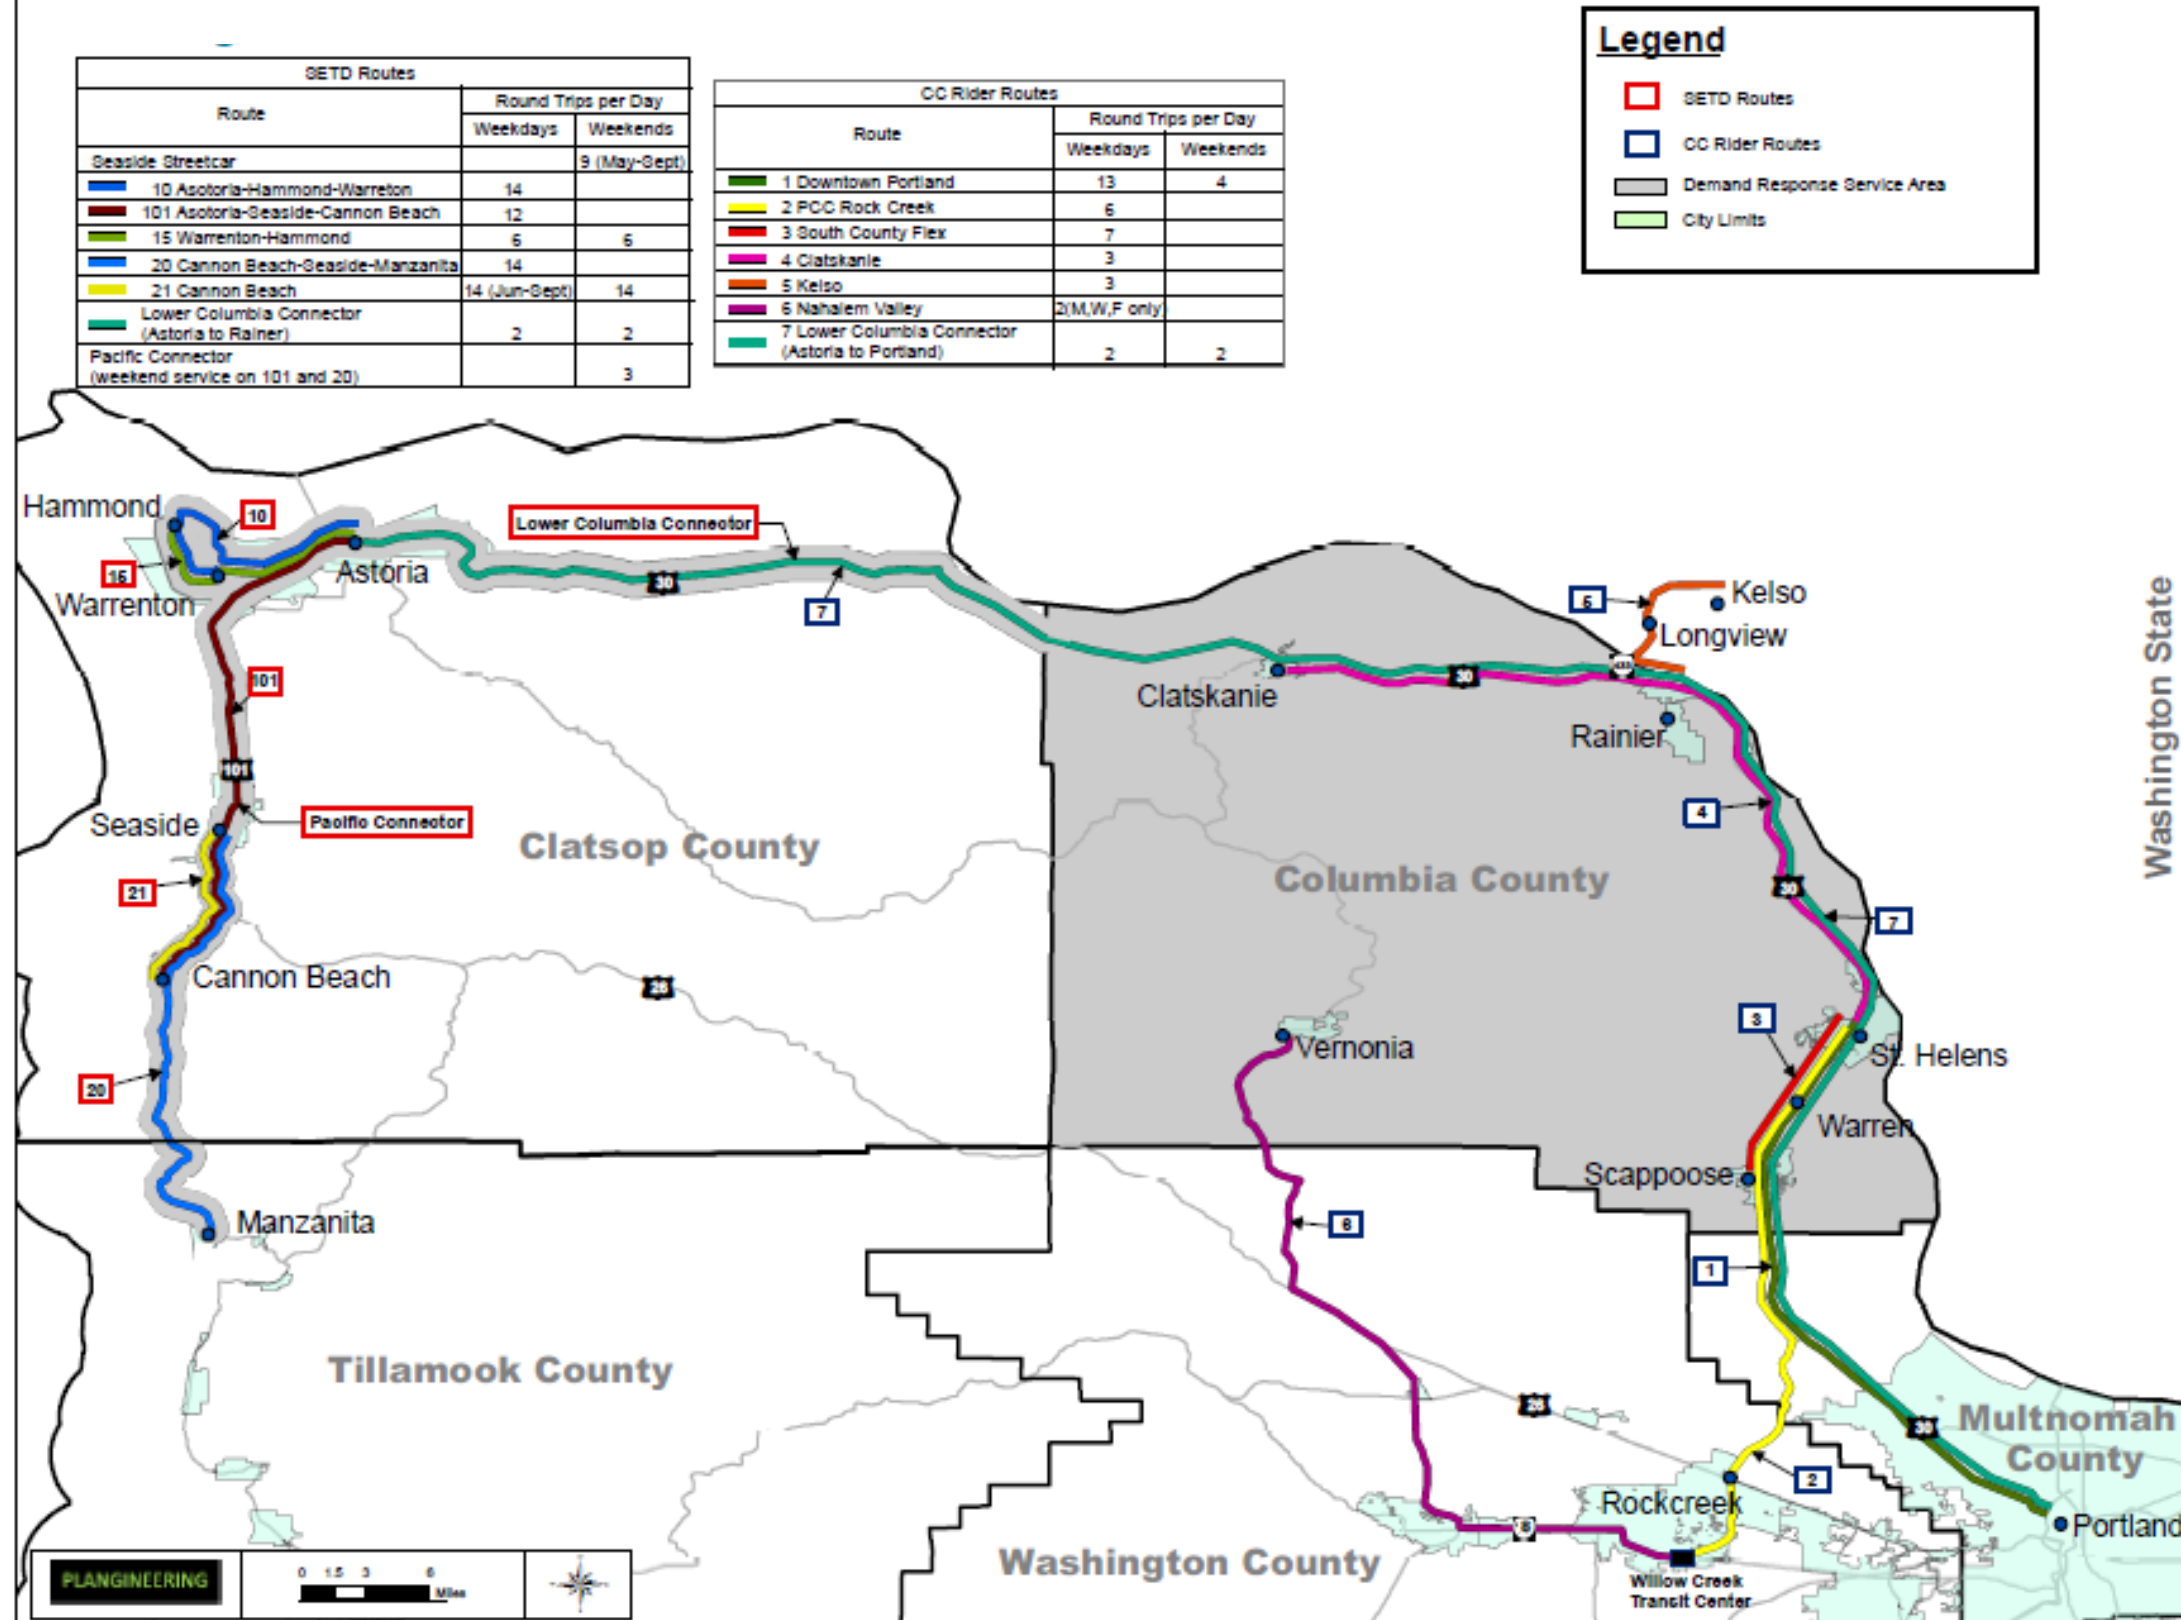 SETD Routes
Route
Round Trips per Day
Weekdays
Weekends
Seaside Streetcar
9 (May-Sept)
10 Asotoria-Hammond-Warreton
14
101 Asotoria-Seaside-Cannon Beach
12
15 Warrenton-Hammond
6
6
20 Cannon Beach-Seaside-Manzanita
14
21 Cannon Beach
14 (Jun-Sept)
14
Lower Columbia Connector
(Astoria to Rainer)
2
2
Pacific Connector
(weekend service on 101 and 20)
3
CC Rider Routes
Route
Round Trips per Day
Weekdays
Weekends
1 Downtown Portland
13
4
2 PCC Rock Creek
6
3 South County Flex
7
4 Clatskanie
3
5 Kelso
3
6 Nahalem Valley
2(M,W,F only)
7 Lower Columbia Connector
(Astoria to Portland)
2
2
Legend
SETD Routes
CC Rider Routes
Demand Response Service Area
City Limits
Hammond
10
Lower Columbia Connector
15
Astoria
30
7
Warrenton
5
Kelso
Longview
433
Washington State
101
Clatskanie
30
Rainier
101
Seaside
Pacific Connector
4
Clatsop County
Columbia County
21
30
7
Cannon Beach
26
3
Vernonia
St. Helens
20
Warren
Scappoose
Manzanita
6
1
Tillamook County
26
30
Multnomah
County
2
Rockcreek
8
Portland
Washington County
Willow Creek
Transit Center
PLANGINEERING
0 1.5 3 6
Miles